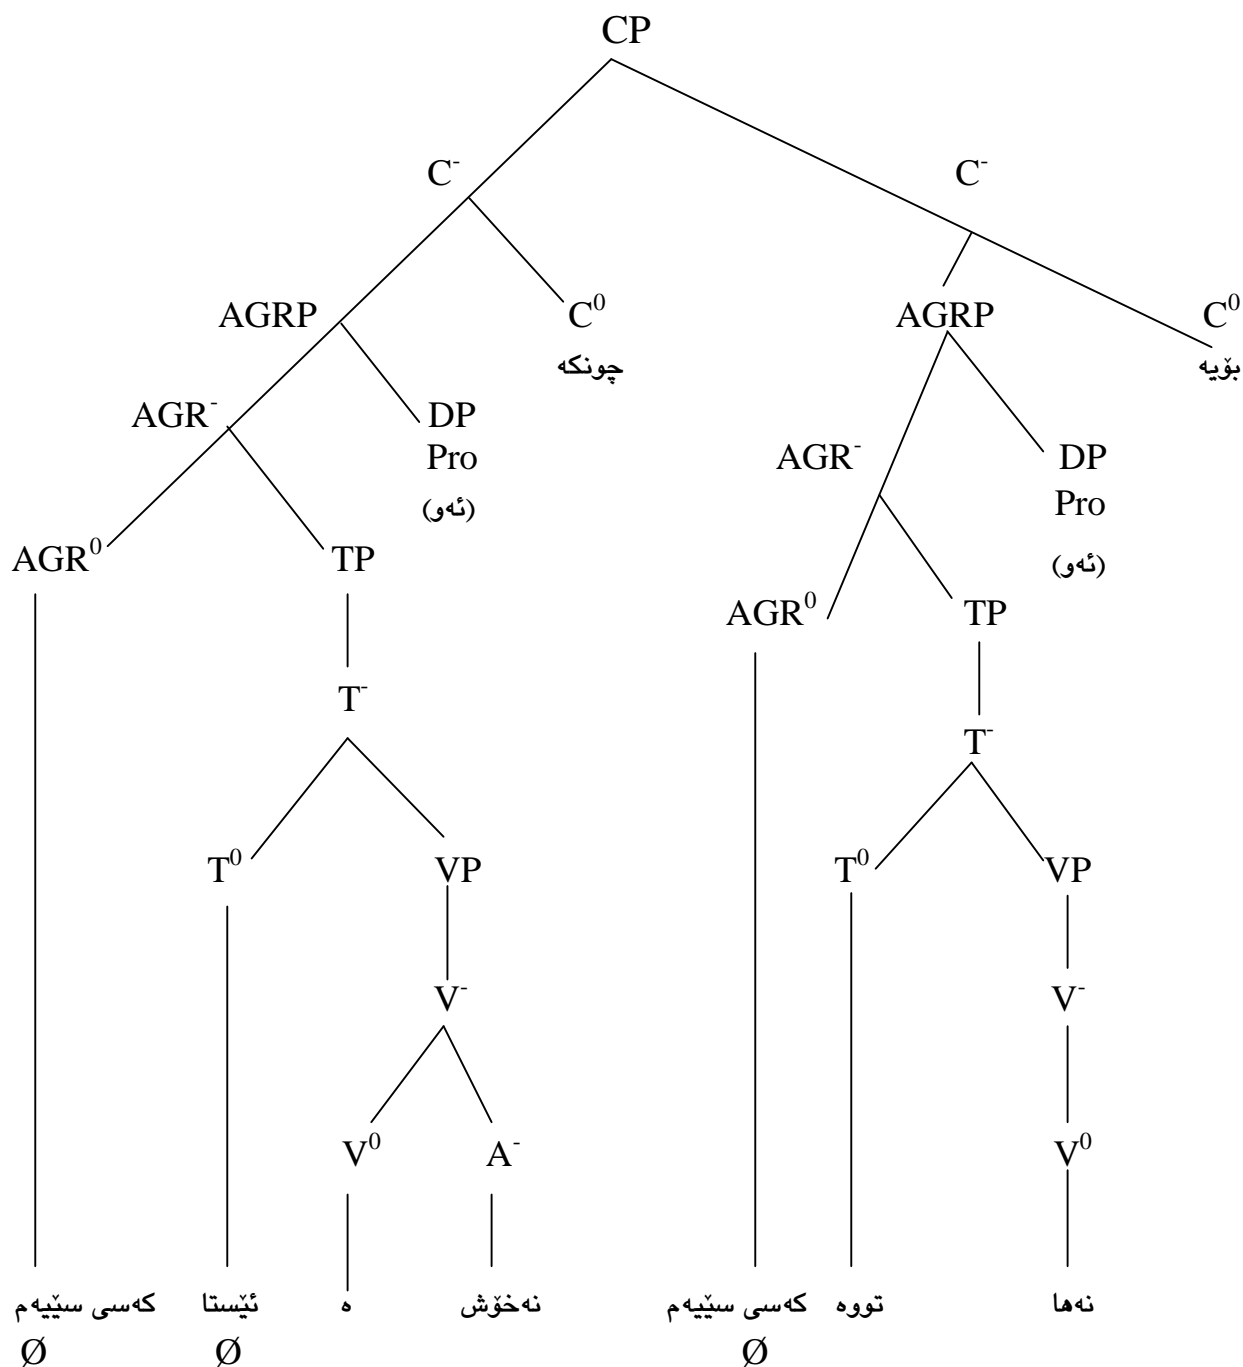 CP
C⁻ C⁻
AGRP C⁰ AGRP C⁰
چونکە بۆیە
AGR⁻ DP AGR⁻ DP
Pro Pro
(ئەو) (ئەو)
AGR⁰ TP AGR⁰ TP
T⁻ T⁻
T⁰ VP T⁰ VP
V⁻ V⁻
V⁰ A⁻ V⁰
نەها تووە کەسی سێیەم نەخۆش ە ئێستا کەسی سێیەم
Ø Ø Ø